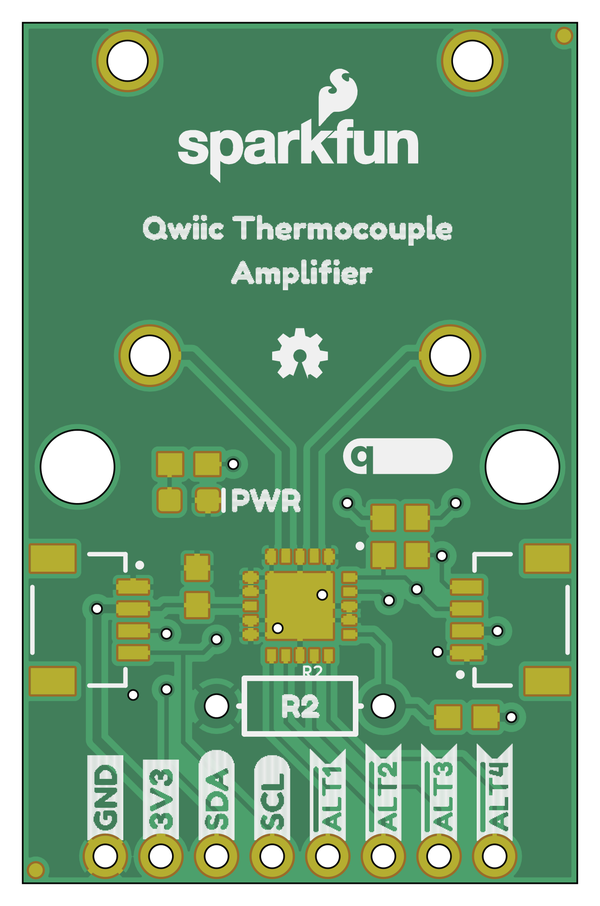 sparkfun
Qwiic Thermocouple
Amplifier
q
PWR
R2
R2
GND
3V3
SDA
SCL
ALT1
ALT2
ALT3
ALT4